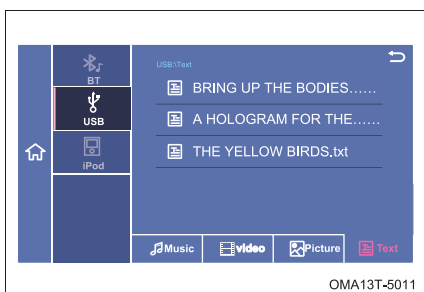 BT
USB
iPod
USB:\Text
BRING UP THE BODIES......
A HOLOGRAM FOR THE......
THE YELLOW BIRDS.txt
Music
video
Picture
Text
OMA13T-5011